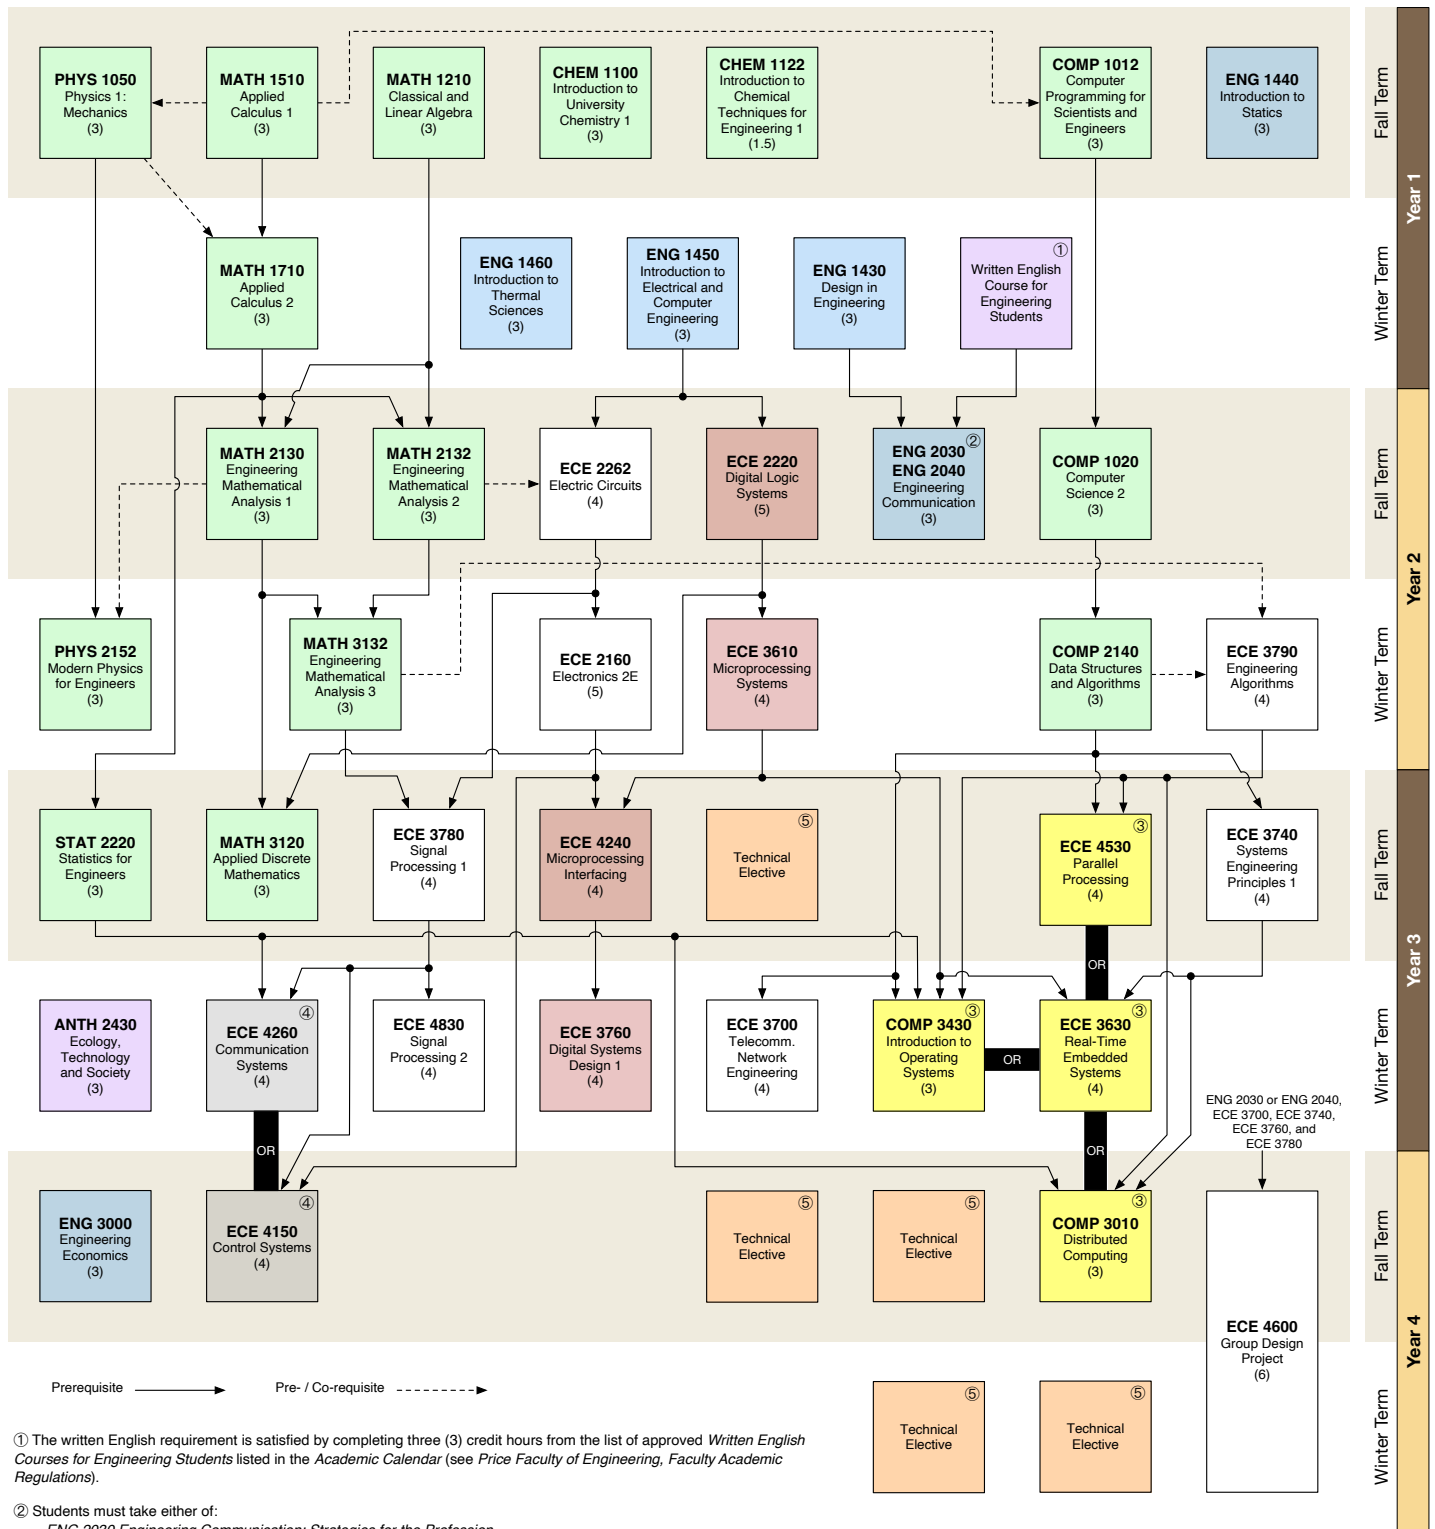 PHYS 1050
Physics 1:
Mechanics
(3)
MATH 1510
Applied
Calculus 1
(3)
MATH 1210
Classical and
Linear Algebra
(3)
CHEM 1100
Introduction to
University
Chemistry 1
(3)
CHEM 1122
Introduction to
Chemical
Techniques for
Engineering 1
(1.5)
COMP 1012
Computer
Programming for
Scientists and
Engineers
(3)
ENG 1440
Introduction to
Statics
(3)
Fall Term
Year 1
MATH 1710
Applied
Calculus 2
(3)
ENG 1460
Introduction to
Thermal
Sciences
(3)
ENG 1450
Introduction to
Electrical and
Computer
Engineering
(3)
ENG 1430
Design in
Engineering
(3)
①
Written English
Course for
Engineering
Students
Winter Term
MATH 2130
Engineering
Mathematical
Analysis 1
(3)
MATH 2132
Engineering
Mathematical
Analysis 2
(3)
ECE 2262
Electric Circuits
(4)
ECE 2220
Digital Logic
Systems
(5)
②
ENG 2030
ENG 2040
Engineering
Communication
(3)
COMP 1020
Computer
Science 2
(3)
Fall Term
Year 2
PHYS 2152
Modern Physics
for Engineers
(3)
MATH 3132
Engineering
Mathematical
Analysis 3
(3)
ECE 2160
Electronics 2E
(5)
ECE 3610
Microprocessing
Systems
(4)
COMP 2140
Data Structures
and Algorithms
(3)
ECE 3790
Engineering
Algorithms
(4)
Winter Term
STAT 2220
Statistics for
Engineers
(3)
MATH 3120
Applied Discrete
Mathematics
(3)
ECE 3780
Signal
Processing 1
(4)
ECE 4240
Microprocessing
Interfacing
(4)
⑤
Technical
Elective
③
ECE 4530
Parallel
Processing
(4)
ECE 3740
Systems
Engineering
Principles 1
(4)
Fall Term
Year 3
OR
ANTH 2430
Ecology,
Technology
and Society
(3)
④
ECE 4260
Communication
Systems
(4)
ECE 4830
Signal
Processing 2
(4)
ECE 3760
Digital Systems
Design 1
(4)
ECE 3700
Telecomm.
Network
Engineering
(4)
③
COMP 3430
Introduction to
Operating
Systems
(3)
OR
③
ECE 3630
Real-Time
Embedded
Systems
(4)
Winter Term
ENG 2030 or ENG 2040,
ECE 3700, ECE 3740,
ECE 3760, and
ECE 3780
OR
OR
ENG 3000
Engineering
Economics
(3)
④
ECE 4150
Control Systems
(4)
⑤
Technical
Elective
⑤
Technical
Elective
③
COMP 3010
Distributed
Computing
(3)
ECE 4600
Group Design
Project
(6)
Fall Term
Year 4
Prerequisite
Pre- / Co-requisite
⑤
Technical
Elective
⑤
Technical
Elective
Winter Term
① The written English requirement is satisfied by completing three (3) credit hours from the list of approved Written English
Courses for Engineering Students listed in the Academic Calendar (see Price Faculty of Engineering, Faculty Academic
Regulations).
② Students must take either of:
ENG 2030 Engineering Communication: Strategies for the Profession